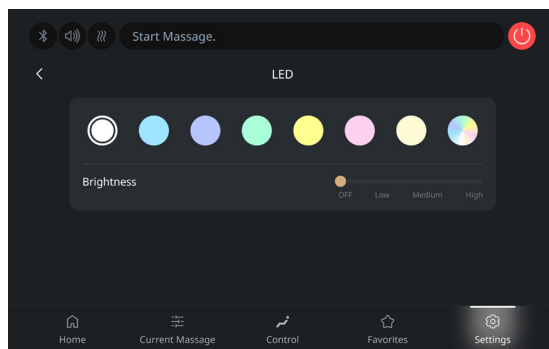 Start Massage.
LED
Brightness
OFF Low Medium High
Home Current Massage Control Favorites Settings